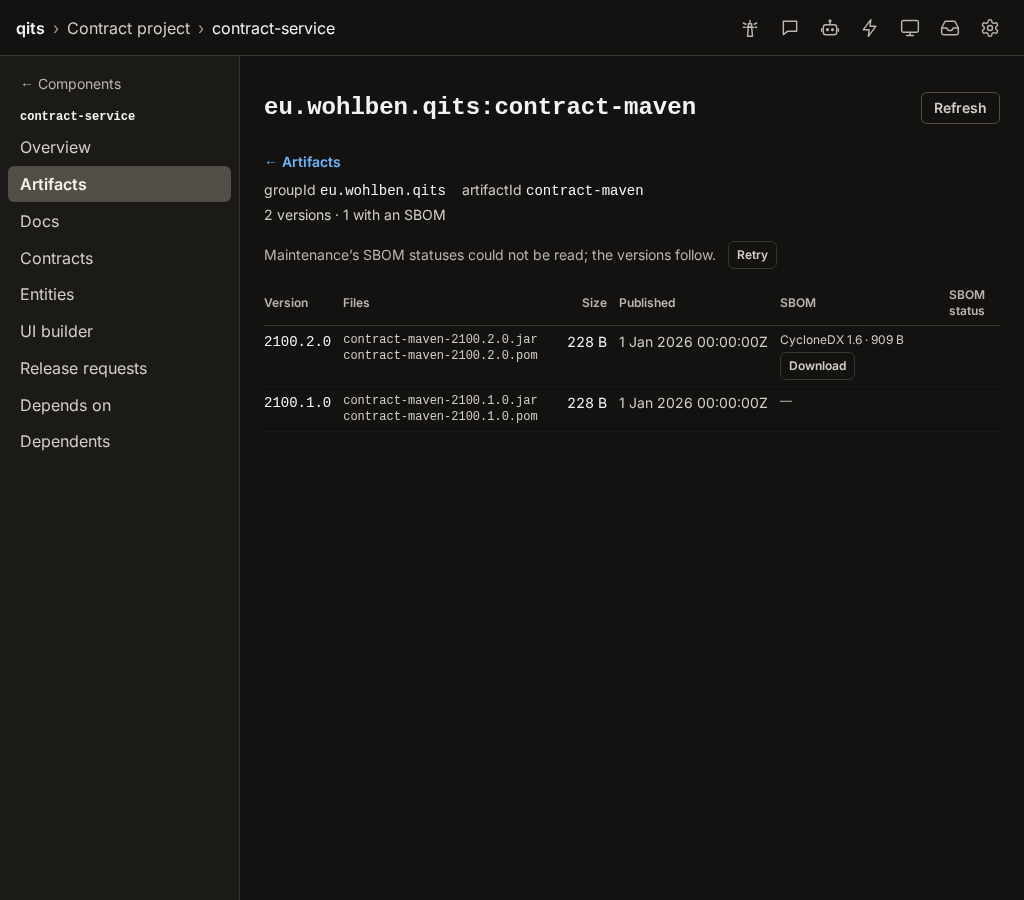 qits › Contract project › contract-service
← Components
contract-service
Overview
Artifacts
Docs
Contracts
Entities
UI builder
Release requests
Depends on
Dependents
eu.wohlben.qits:contract-maven
Refresh
← Artifacts
groupId eu.wohlben.qits artifactId contract-maven
2 versions · 1 with an SBOM
Maintenance’s SBOM statuses could not be read; the versions follow. Retry
Version Files Size Published SBOM SBOM status
2100.2.0 contract-maven-2100.2.0.jar 228 B 1 Jan 2026 00:00:00Z CycloneDX 1.6 · 909 B
contract-maven-2100.2.0.pom
Download
2100.1.0 contract-maven-2100.1.0.jar 228 B 1 Jan 2026 00:00:00Z —
contract-maven-2100.1.0.pom